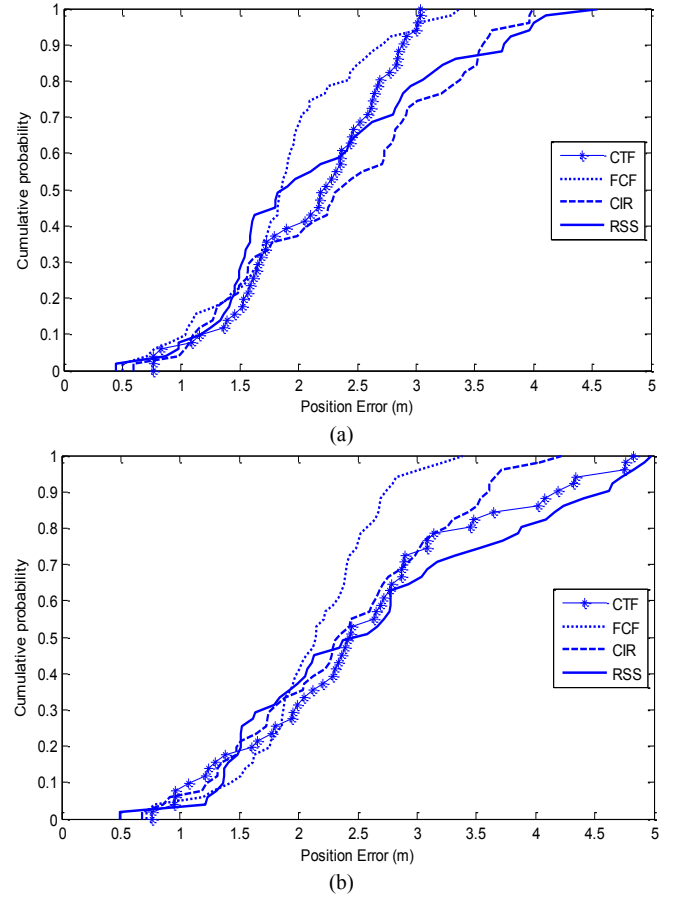 1
0.9
0.8
0.7
0.6
0.5
0.4
0.3
0.2
0.1
0
Cumulative probability
CTF
FCF
CIR
RSS
0 0.5 1 1.5 2 2.5 3 3.5 4 4.5 5
Position Error (m)
(a)
1
0.9
0.8
0.7
0.6
0.5
0.4
0.3
0.2
0.1
0
Cumulative probability
CTF
FCF
CIR
RSS
0 0.5 1 1.5 2 2.5 3 3.5 4 4.5 5
Position Error (m)
(b)